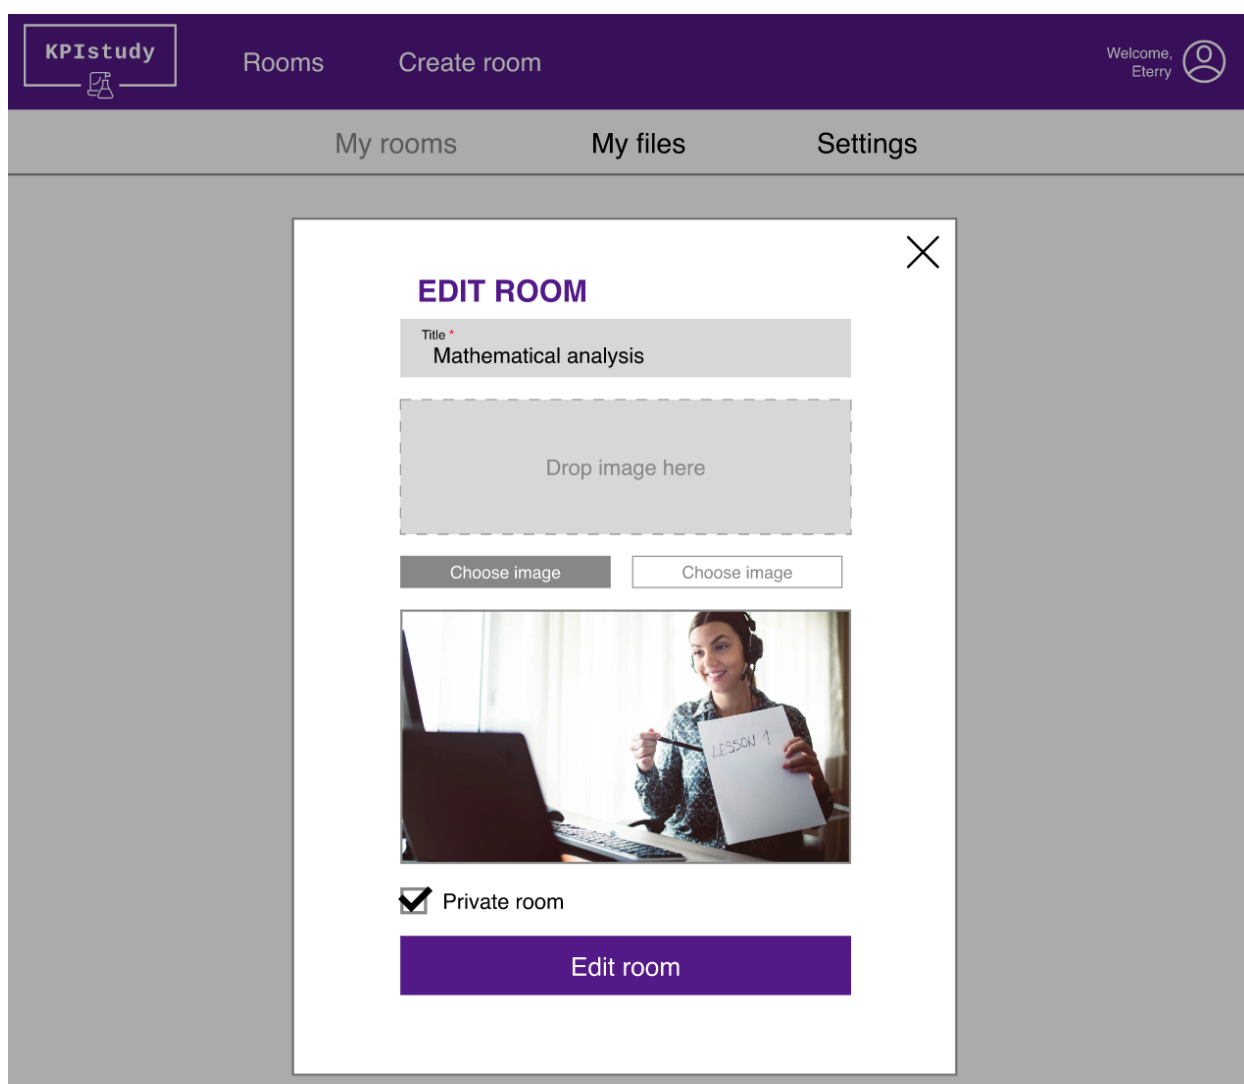 KPIstudy
Rooms
Create room
Welcome,
Eterry
My rooms
My files
Settings
EDIT ROOM
Title *
Mathematical analysis
Drop image here
Choose image
Choose image
LESSON 1
Private room
Edit room